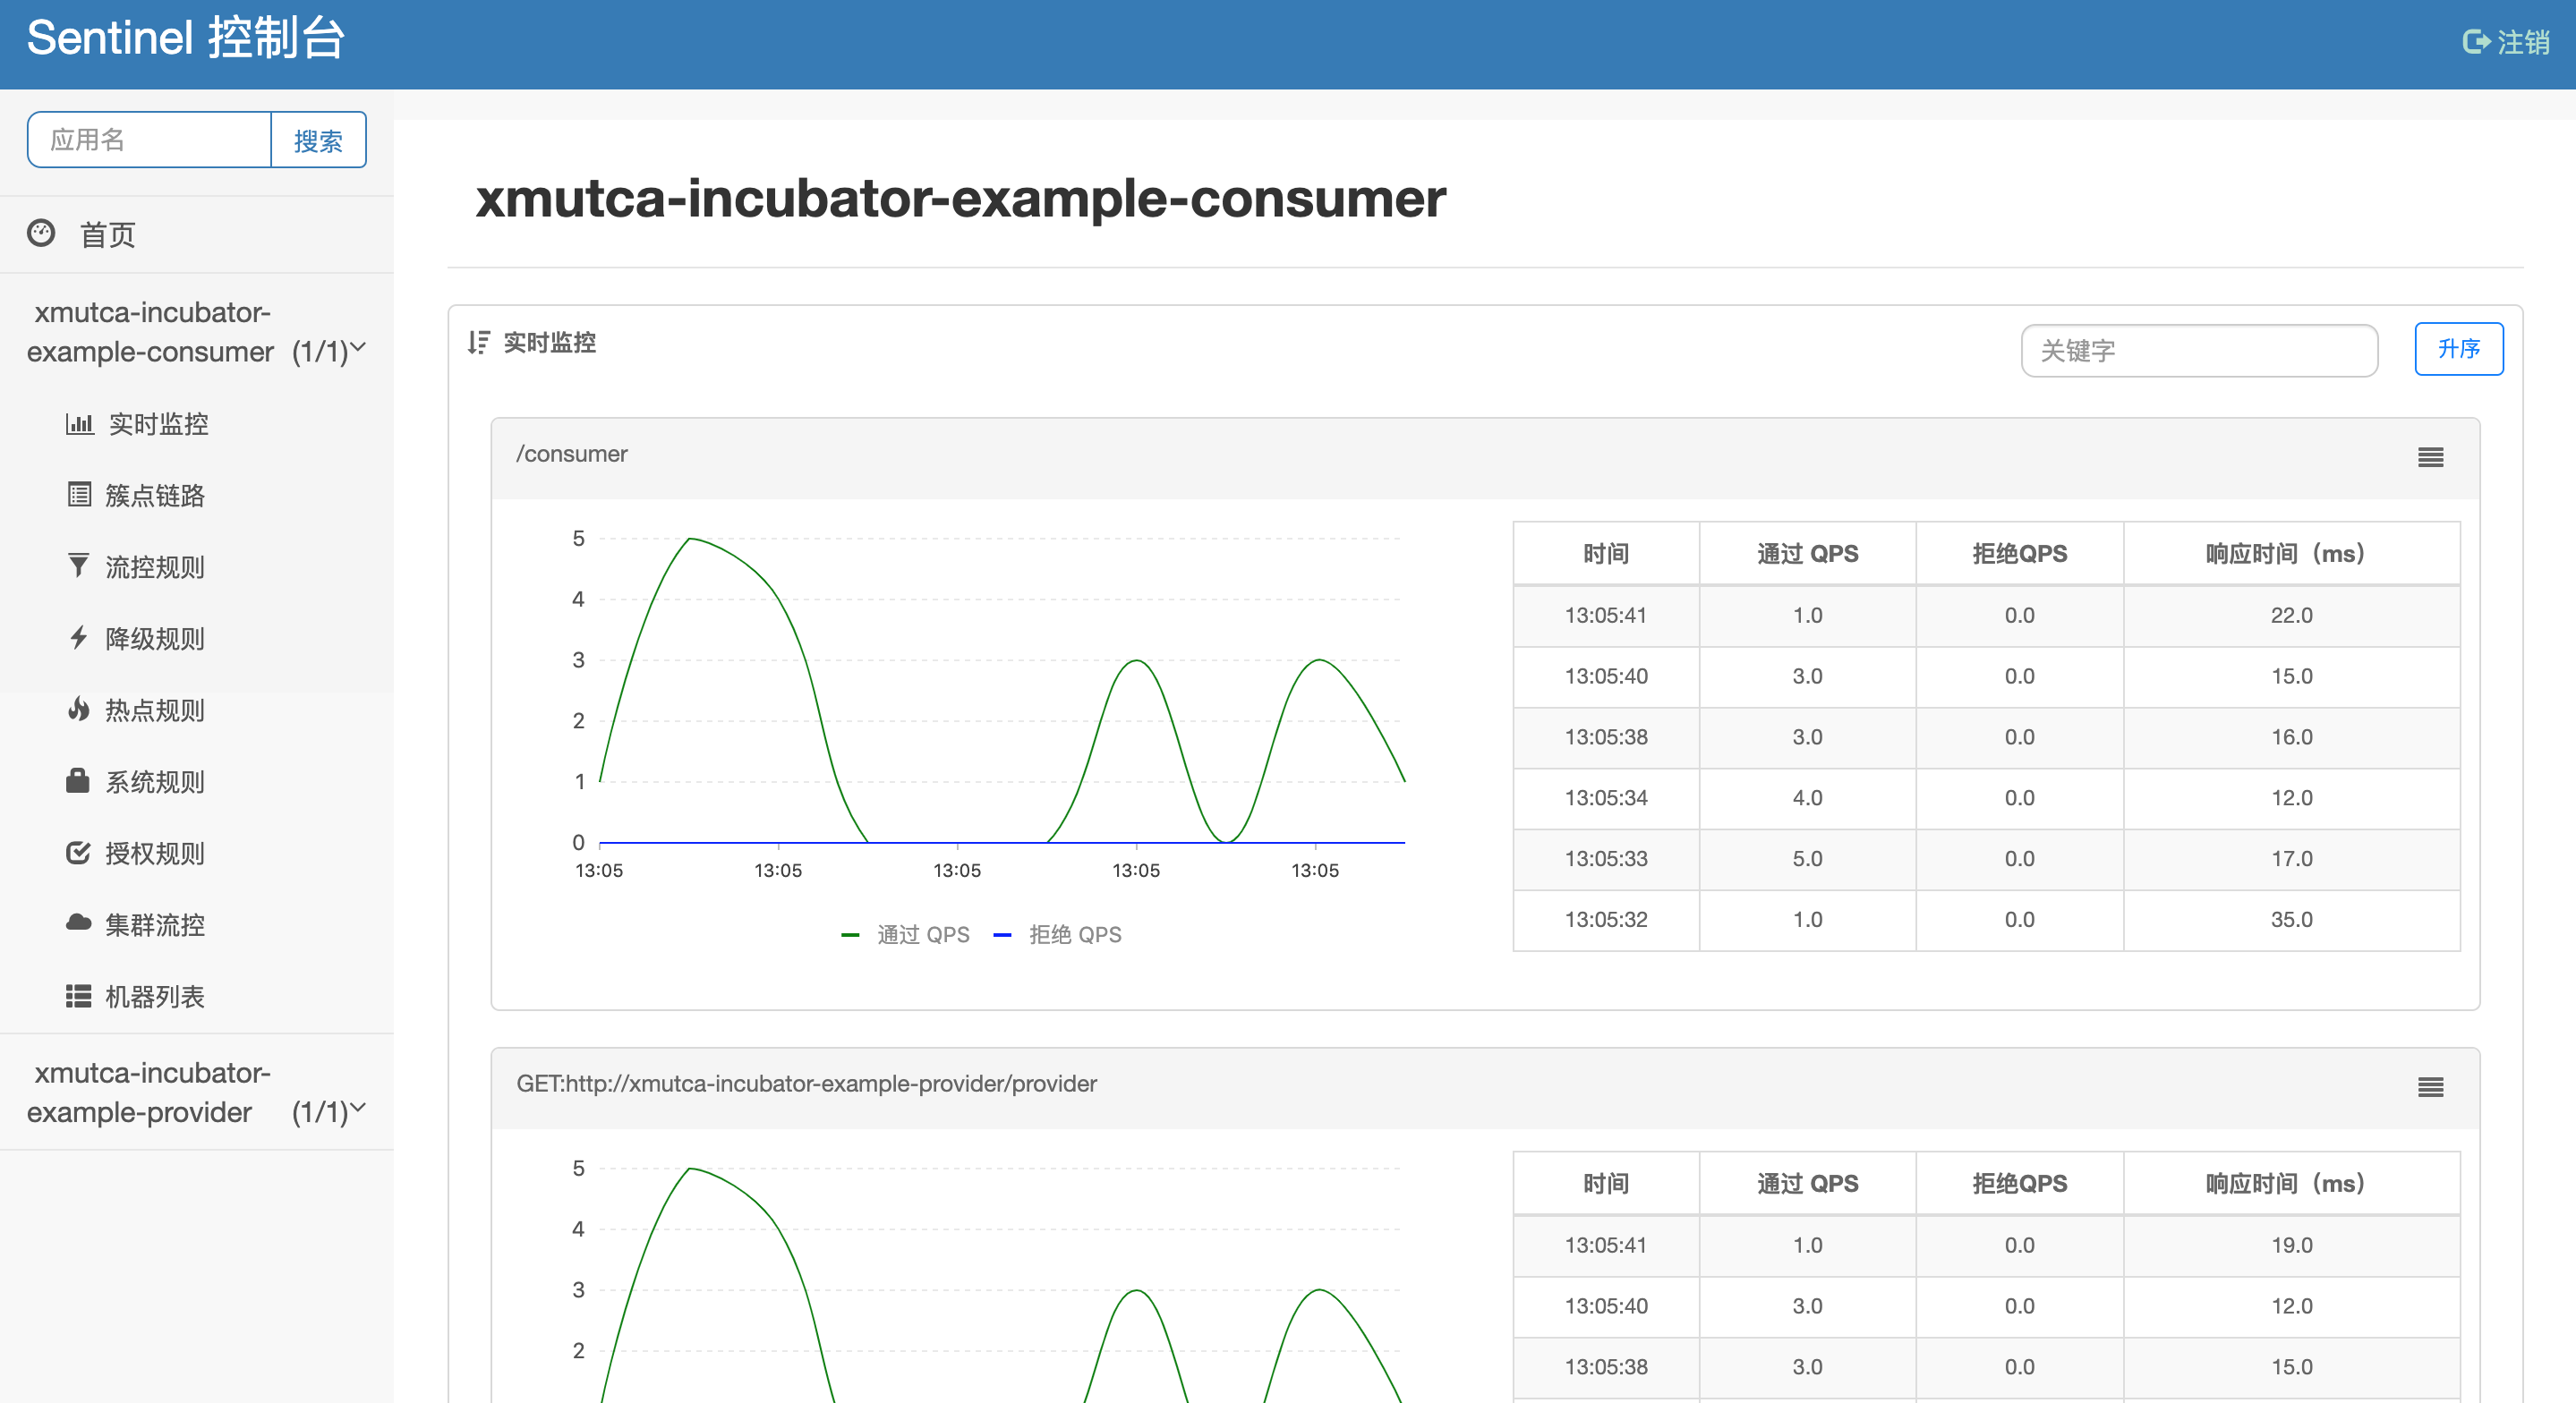 Sentinel 控制台
注销
应用名
搜索
首页
xmutca-incubator-
example-consumer (1/1)
实时监控
簇点链路
流控规则
降级规则
热点规则
系统规则
授权规则
集群流控
机器列表
xmutca-incubator-
example-provider (1/1)
xmutca-incubator-example-consumer
实时监控
关键字
升序
/consumer
5
4
3
2
1
0
13:05 13:05 13:05 13:05 13:05
通过 QPS 拒绝 QPS
时间 通过 QPS 拒绝QPS 响应时间（ms）
13:05:41 1.0 0.0 22.0
13:05:40 3.0 0.0 15.0
13:05:38 3.0 0.0 16.0
13:05:34 4.0 0.0 12.0
13:05:33 5.0 0.0 17.0
13:05:32 1.0 0.0 35.0
GET:http://xmutca-incubator-example-provider/provider
5
4
3
2
时间 通过 QPS 拒绝QPS 响应时间（ms）
13:05:41 1.0 0.0 19.0
13:05:40 3.0 0.0 12.0
13:05:38 3.0 0.0 15.0